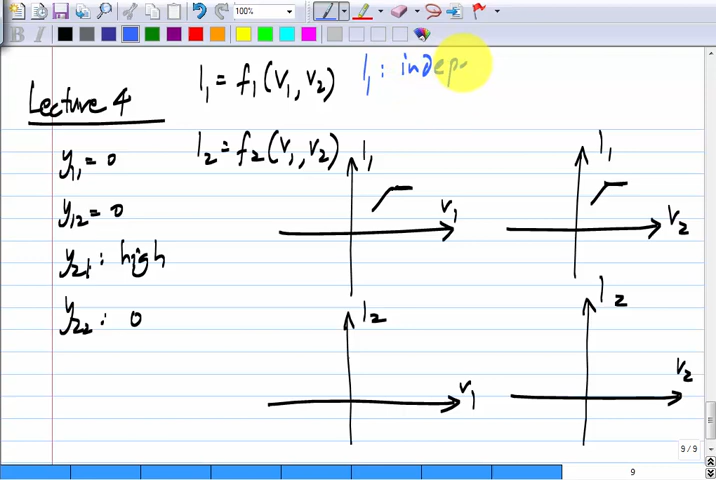 100%
I₁ = f₁(V₁, V₂) I₁ : indep
Lecture 4
I₂ = f₂(V₁, V₂)
y₁₁ = 0
y₁₂ = 0
y₂₁ : high
y₂₂ : 0
I₁
V₁
I₁
V₂
I₂
V₁
I₂
V₂
9 / 9
9